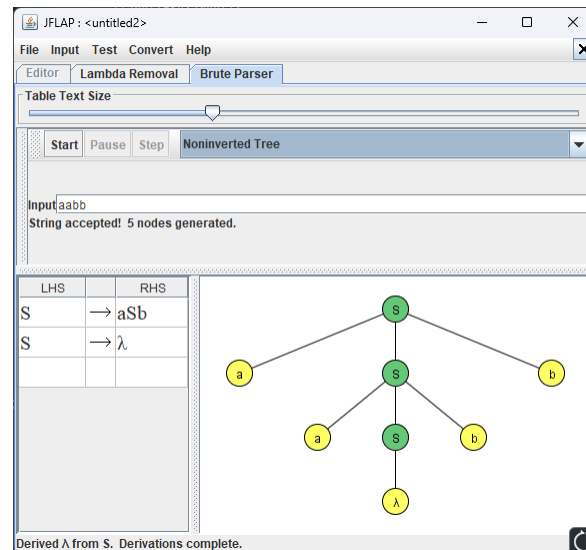 JFLAP : <untitled2>
File Input Test Convert Help
Editor Lambda Removal Brute Parser
Table Text Size
Start Pause Step Noninverted Tree
Input aabb
String accepted! 5 nodes generated.
LHS RHS
S → aSb
S → λ
S
a S b
a S b
λ
Derived λ from S. Derivations complete.